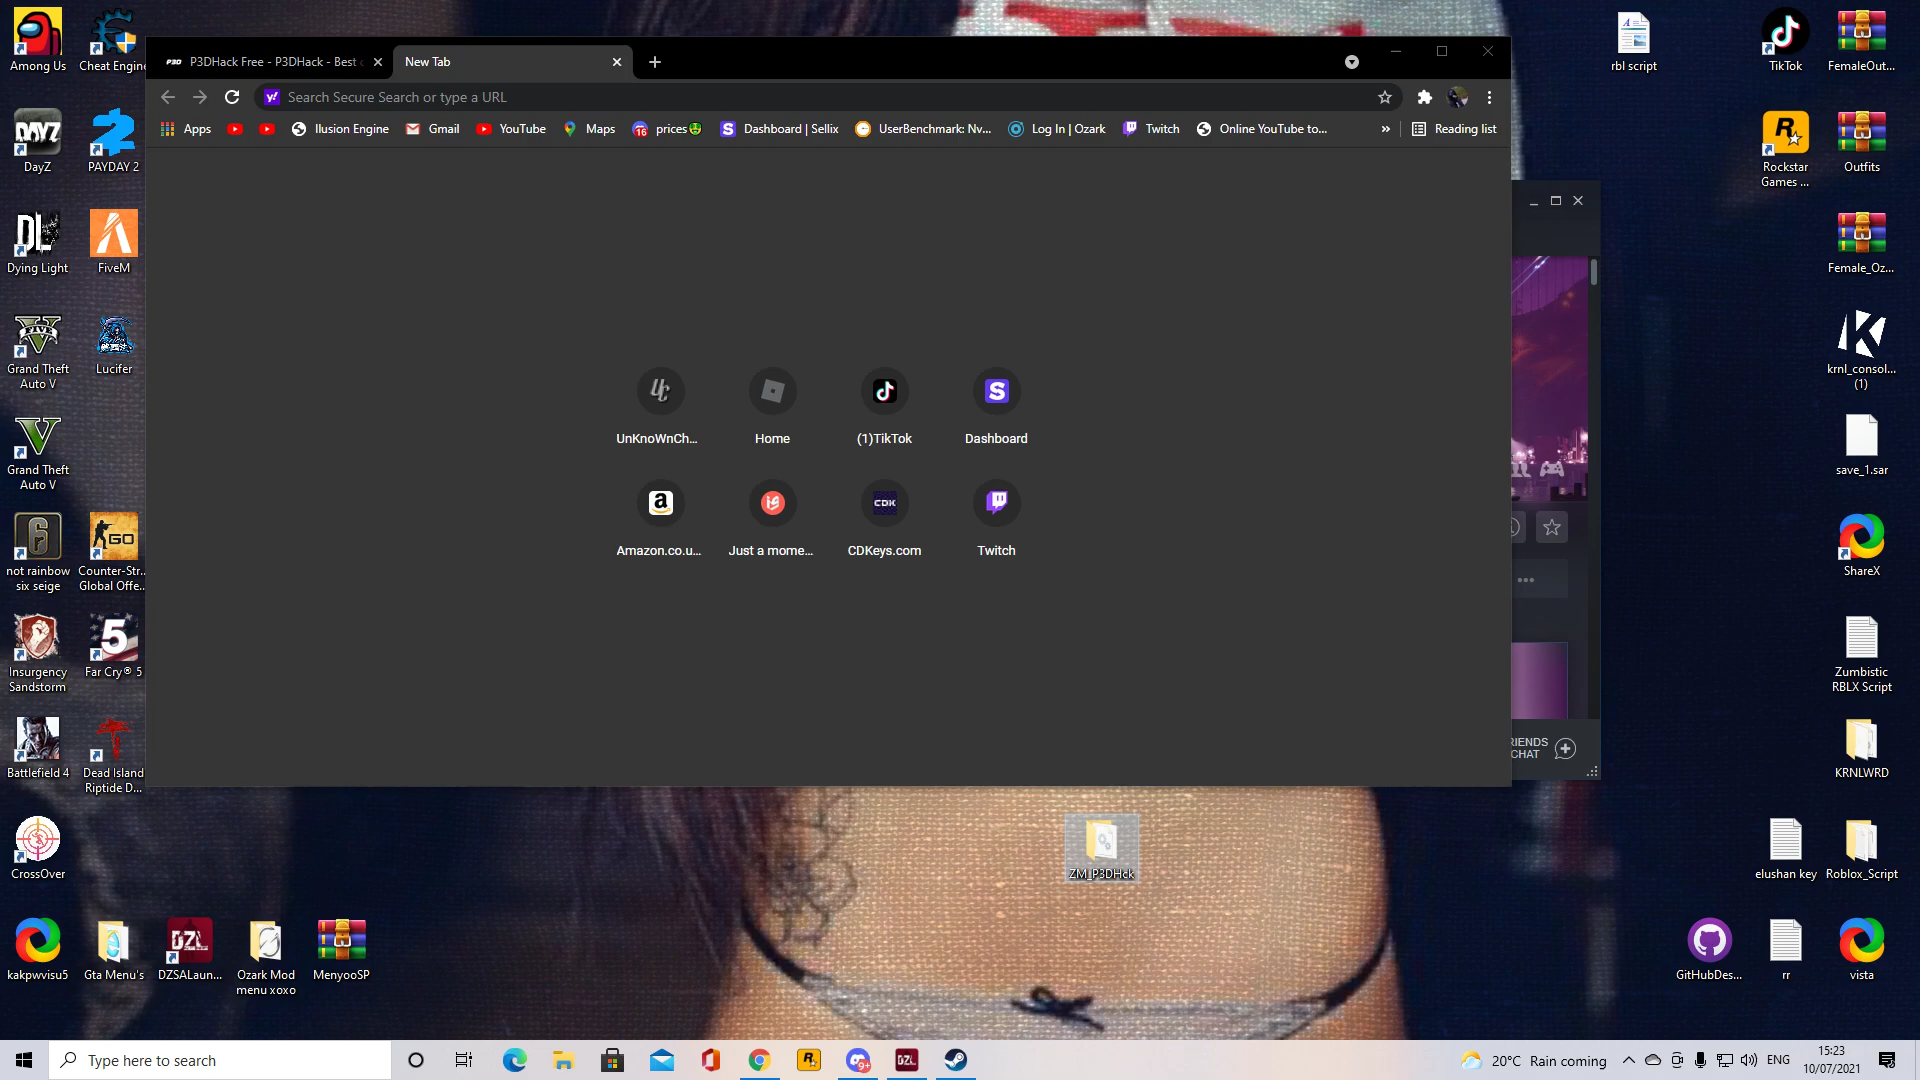 Among Us
Cheat Engine
DayZ
PAYDAY 2
Dying Light
FiveM
Grand Theft
Auto V
Lucifer
Grand Theft
Auto V
not rainbow
six seige
Counter-Str...
Global Offe...
Insurgency
Sandstorm
Far Cry® 5
Battlefield 4
Dead Island
Riptide D...
CrossOver
kakpwvisu5
Gta Menu's
DZSALaun...
Ozark Mod
menu xoxo
MenyooSP
P3DHack Free - P3DHack - Best
New Tab
Search Secure Search or type a URL
Apps
Ilusion Engine
Gmail
YouTube
Maps
prices
Dashboard | Sellix
UserBenchmark: Nv...
Log In | Ozark
Twitch
Online YouTube to...
Reading list
UnKnoWnCh...
Home
(1)TikTok
Dashboard
Amazon.co.u...
Just a mome...
CDKeys.com
Twitch
RIENDS
CHAT
ZM_P3DHck
rbl script
TikTok
FemaleOut...
Rockstar
Games ...
Outfits
Female_Oz...
krnl_consol...
(1)
save_1.sar
ShareX
Zumbistic
RBLX Script
KRNLWRD
elushan key
Roblox_Script
GitHubDes...
rr
vista
Type here to search
20°C Rain coming
ENG
15:23
10/07/2021